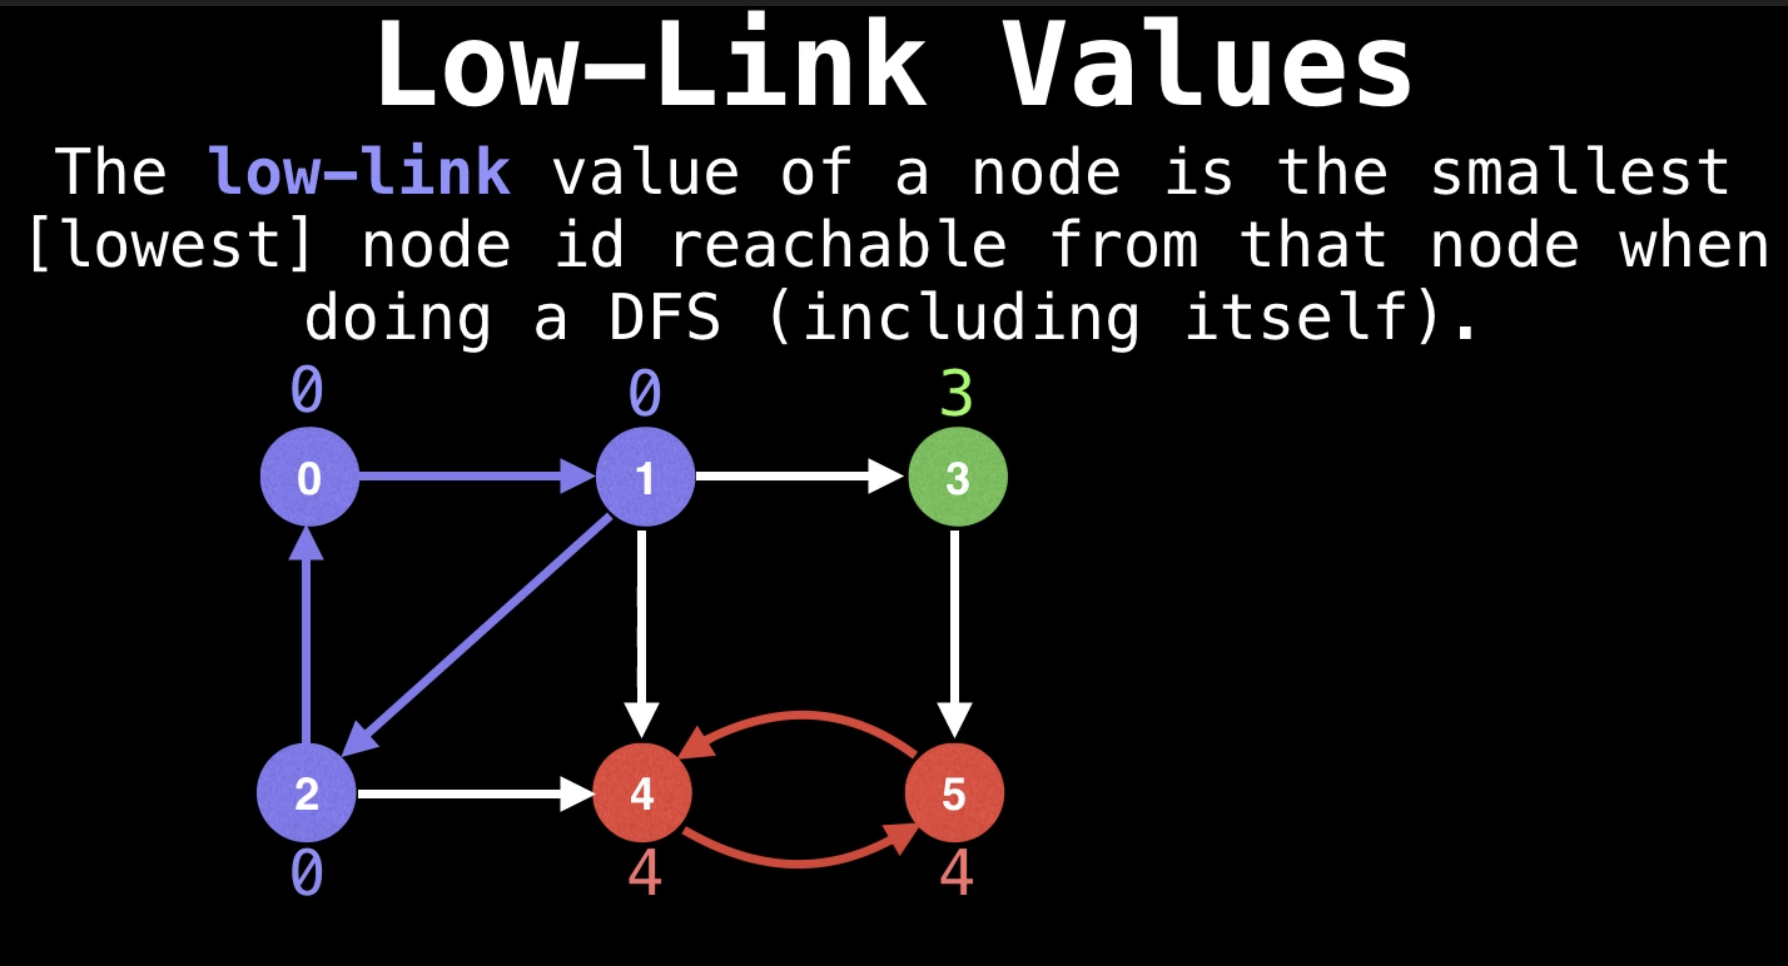 Low-Link Values
The low-link value of a node is the smallest
[lowest] node id reachable from that node when
doing a DFS (including itself).
0 0 3
0 1 3
2 4 5
0 4 4